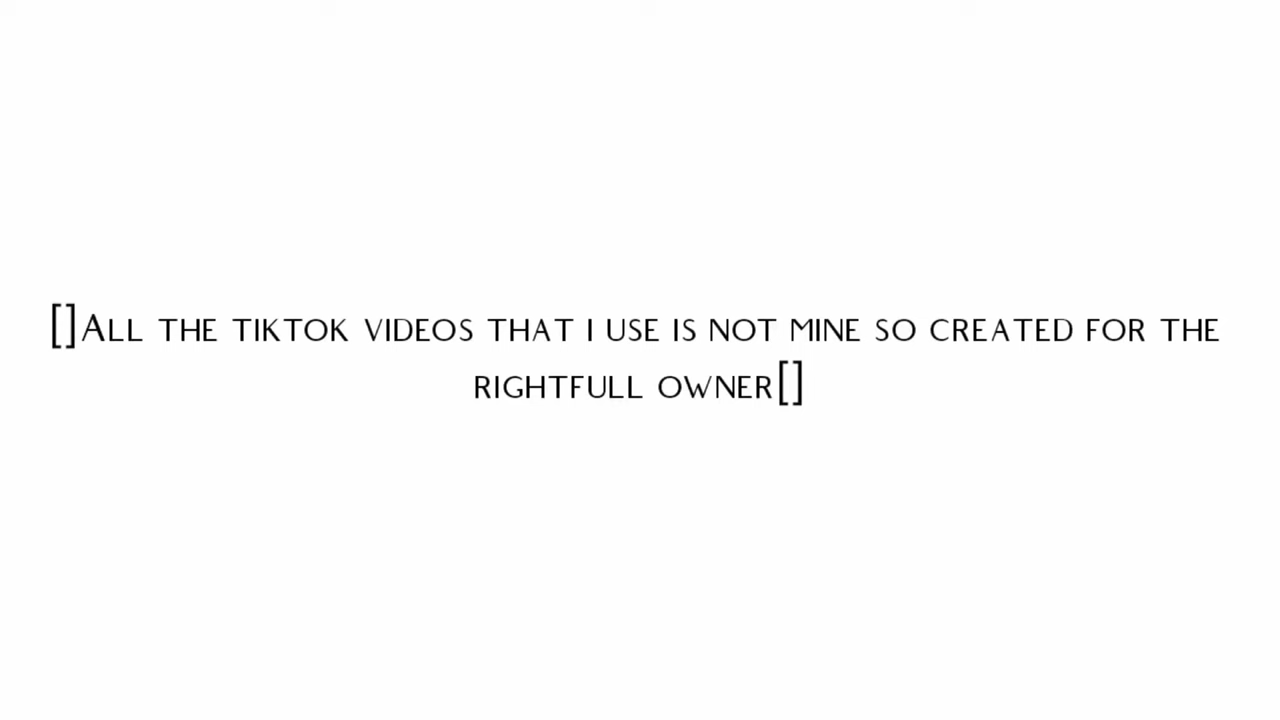 []All the tiktok videos that i use is not mine so created for the
rightfull owner[]